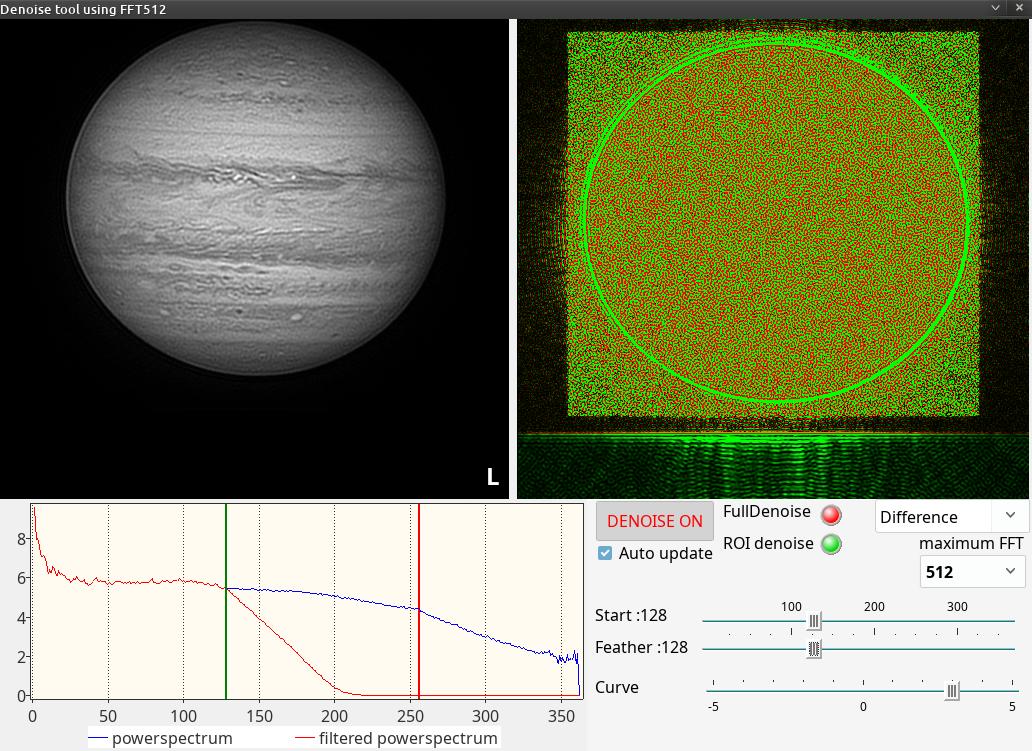 Denoise tool using FFT512
L
8
6
4
2
0
0 50 100 150 200 250 300 350
powerspectrum filtered powerspectrum
DENOISE ON
Auto update
FullDenoise
ROI denoise
Difference
maximum FFT
512
100 200 300
Start :128
Feather :128
Curve
-5 0 5